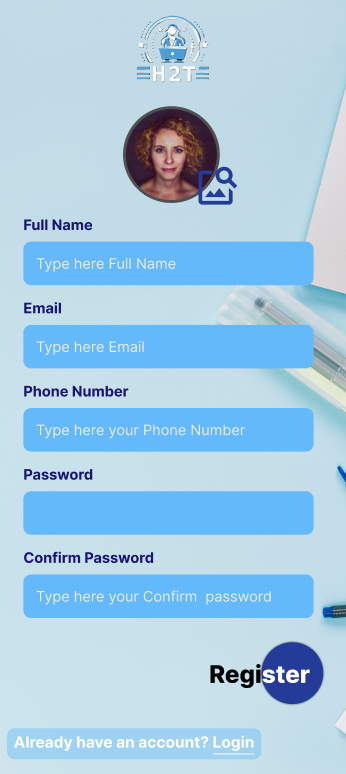 H2T
Full Name
Type here Full Name
Email
Type here Email
Phone Number
Type here your Phone Number
Password
Confirm Password
Type here your Confirm  password
Register
Already have an account? Login